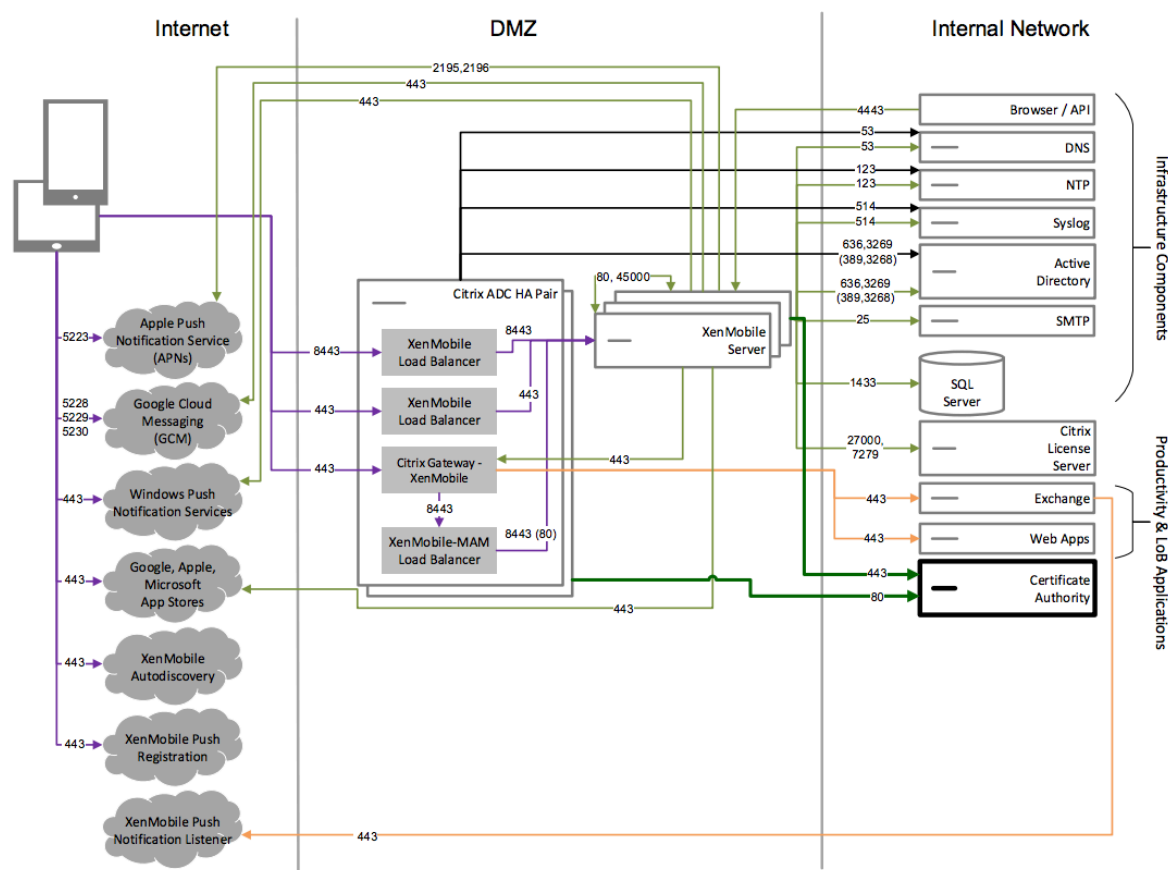 Internet
DMZ
Internal Network
2195,2196
443
443
4443
Browser / API
53
53
DNS
123
123
NTP
514
514
Syslog
636,3269
(389,3268)
636,3269
(389,3268)
Active
Directory
25
SMTP
1433
SQL
Server
27000,
7279
Citrix
License
Server
443
Exchange
443
Web Apps
443
80
Certificate
Authority
Infrastructure Components
Productivity & LoB Applications
80, 45000
Citrix ADC HA Pair
XenMobile
Server
8443
XenMobile
Load Balancer
8443
443
XenMobile
Load Balancer
443
443
Citrix Gateway -
XenMobile
443
8443
XenMobile-MAM
Load Balancer
8443 (80)
443
5223
Apple Push
Notification Service
(APNs)
5228
5229
5230
Google Cloud
Messaging
(GCM)
443
Windows Push
Notification Services
443
Google, Apple,
Microsoft
App Stores
443
XenMobile
Autodiscovery
443
XenMobile Push
Registration
XenMobile Push
Notification Listener
443